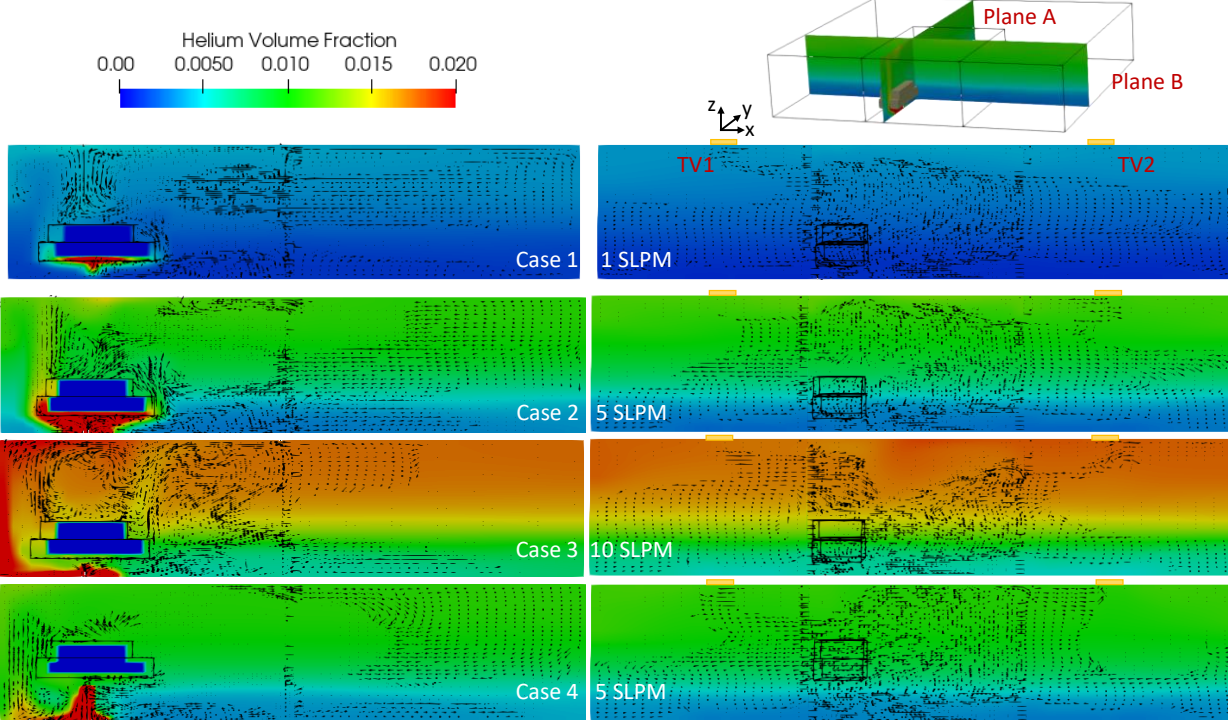 Helium Volume Fraction
0.00 0.0050 0.010 0.015 0.020
Plane A
Plane B
z y x
TV1 TV2
Case 1 1 SLPM
Case 2 5 SLPM
Case 3 10 SLPM
Case 4 5 SLPM